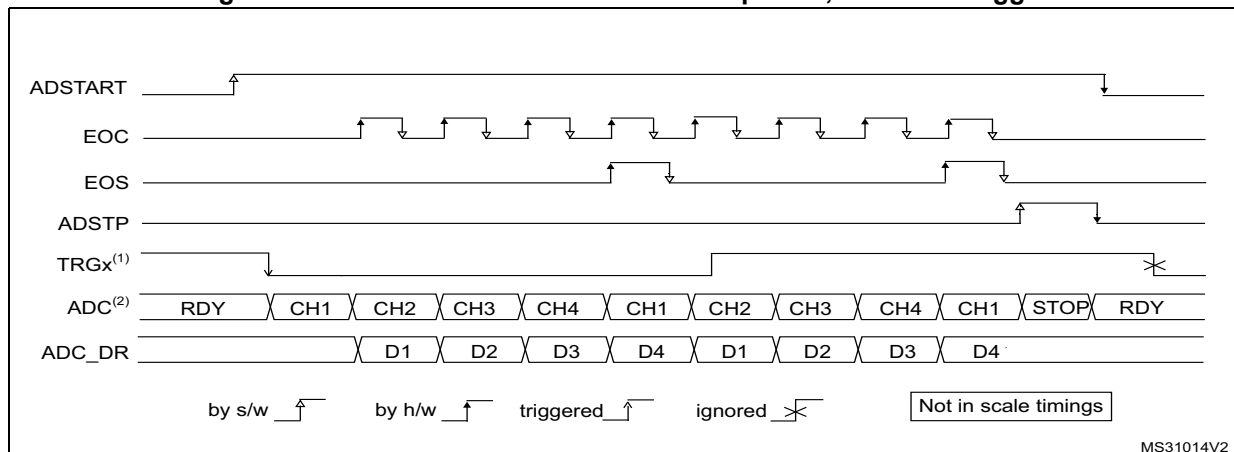 ADSTART
EOC
EOS
ADSTP
TRGx(1)
ADC(2) RDY CH1 CH2 CH3 CH4 CH1 CH2 CH3 CH4 CH1 STOP RDY
ADC_DR D1 D2 D3 D4 D1 D2 D3 D4
by s/w by h/w triggered ignored Not in scale timings
MS31014V2